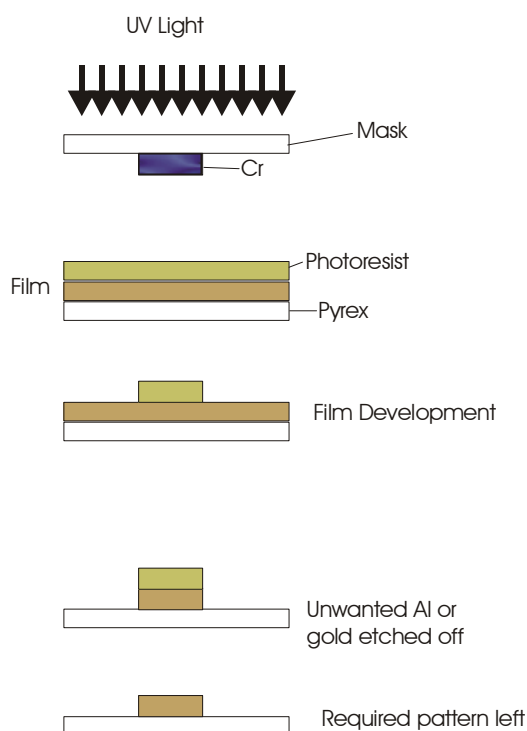 UV Light
Mask
Cr
Photoresist
Film
Pyrex
Film Development
Unwanted Al or
gold etched off
Required pattern left